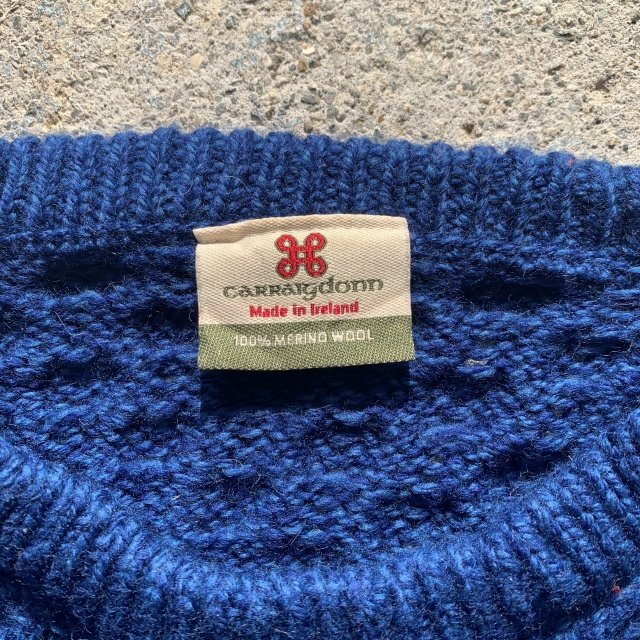 carraigdonn
Made in Ireland
100% MERINO WOOL